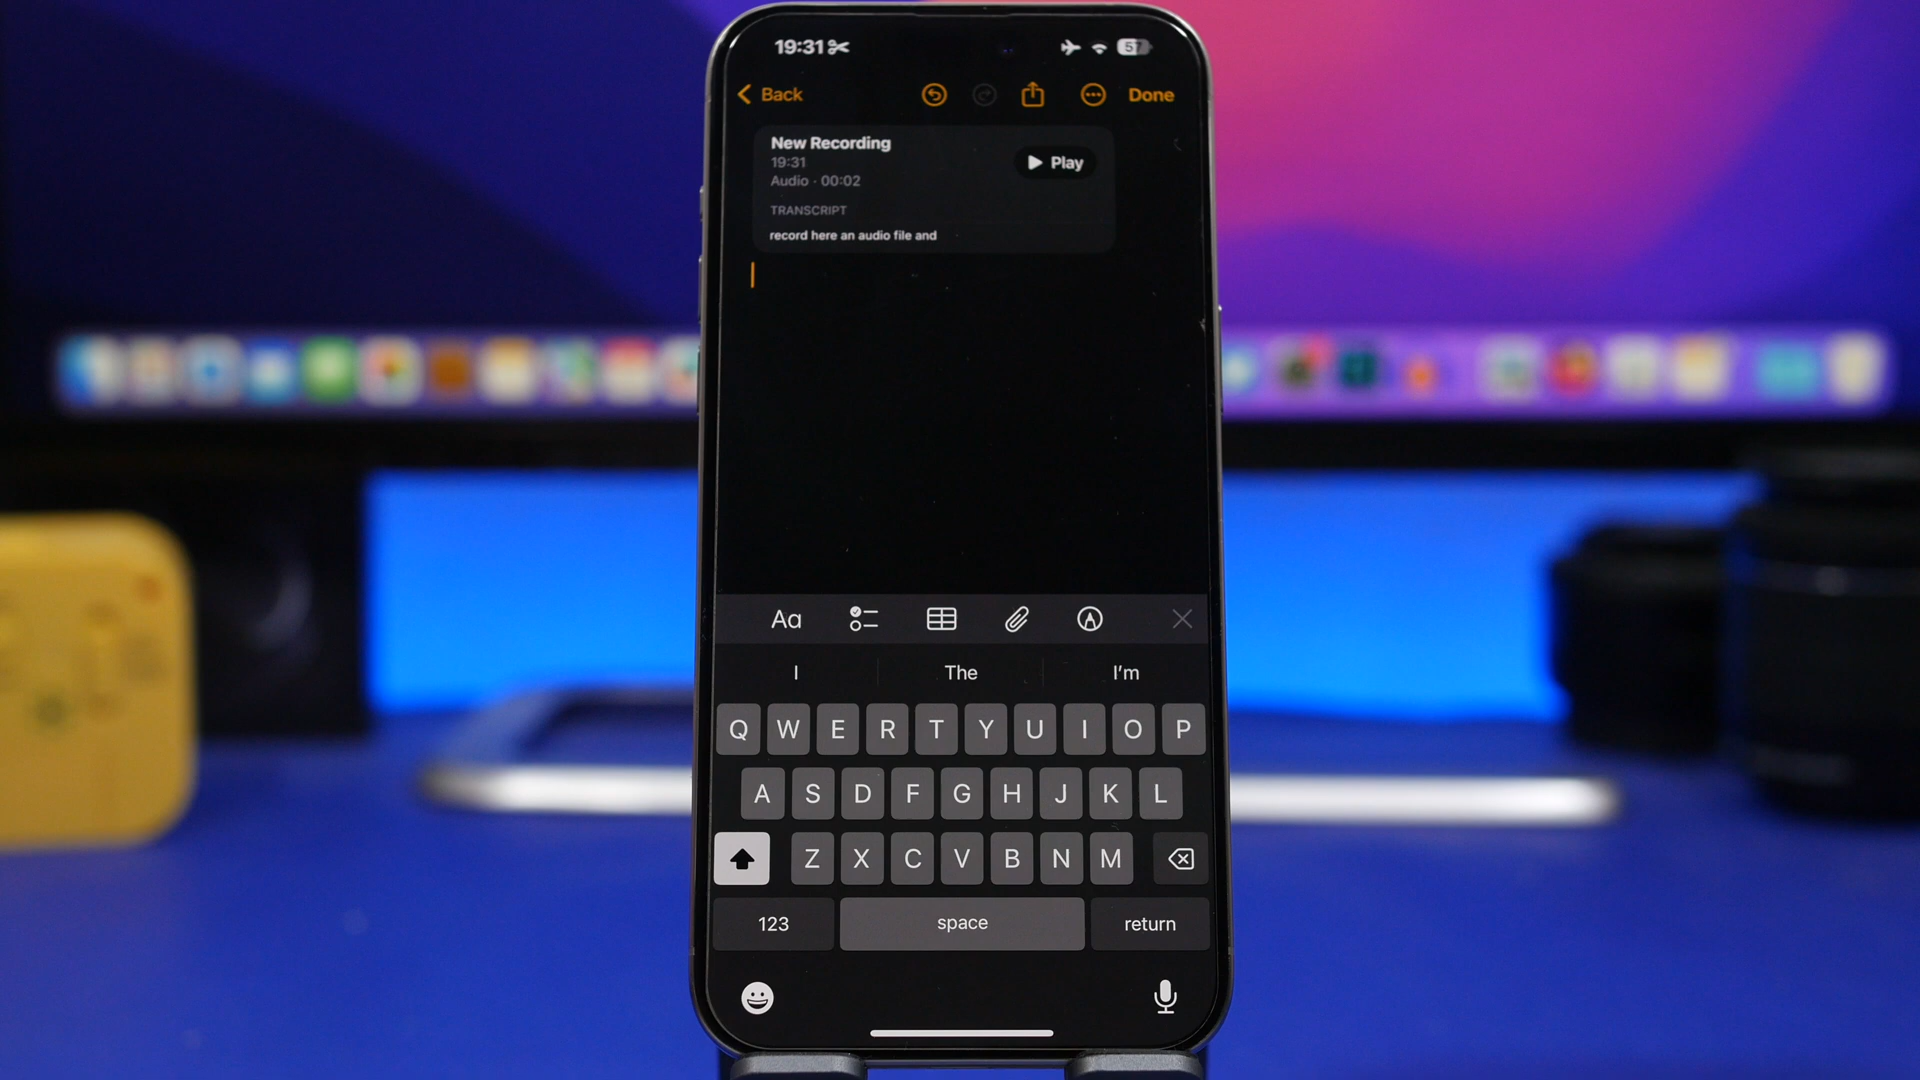 19:31 57
Back Done
New Recording
19:31
Play
Audio · 00:02
TRANSCRIPT
record here an audio file and
Aa
I The I'm
Q W E R T Y U I O P
A S D F G H J K L
Z X C V B N M
123 space return